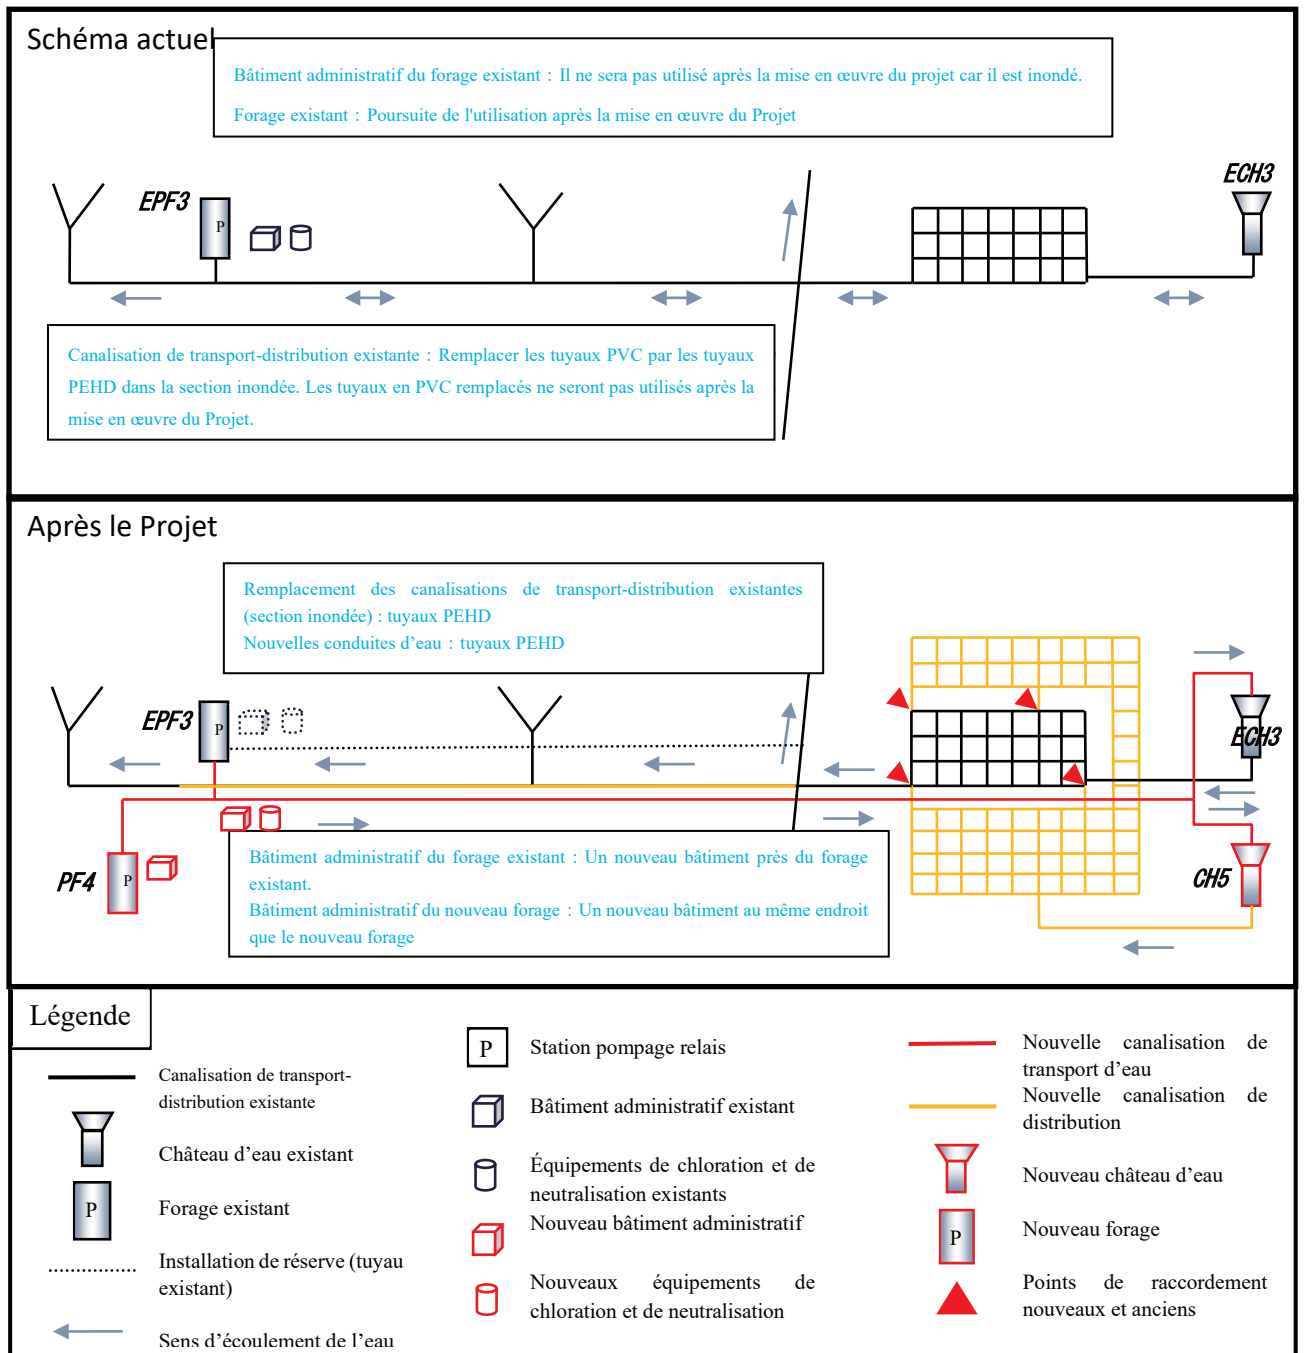 Schéma actuel
Bâtiment administratif du forage existant : Il ne sera pas utilisé après la mise en œuvre du projet car il est inondé.
Forage existant : Poursuite de l'utilisation après la mise en œuvre du Projet
EPF3
P
ECH3
Canalisation de transport-distribution existante : Remplacer les tuyaux PVC par les tuyaux
PEHD dans la section inondée. Les tuyaux en PVC remplacés ne seront pas utilisés après la
mise en œuvre du Projet.
Après le Projet
Remplacement des canalisations de transport-distribution existantes
(section inondée) : tuyaux PEHD
Nouvelles conduites d’eau : tuyaux PEHD
EPF3
P
ECH3
PF4
P
CH5
Bâtiment administratif du forage existant : Un nouveau bâtiment près du forage
existant.
Bâtiment administratif du nouveau forage : Un nouveau bâtiment au même endroit
que le nouveau forage
Légende
Canalisation de transport-
distribution existante
Château d’eau existant
P
Forage existant
Installation de réserve (tuyau
existant)
Sens d’écoulement de l’eau
P
Station pompage relais
Bâtiment administratif existant
Équipements de chloration et de
neutralisation existants
Nouveau bâtiment administratif
Nouveaux équipements de
chloration et de neutralisation
Nouvelle canalisation de
transport d’eau
Nouvelle canalisation de
distribution
Nouveau château d’eau
P
Nouveau forage
Points de raccordement
nouveaux et anciens